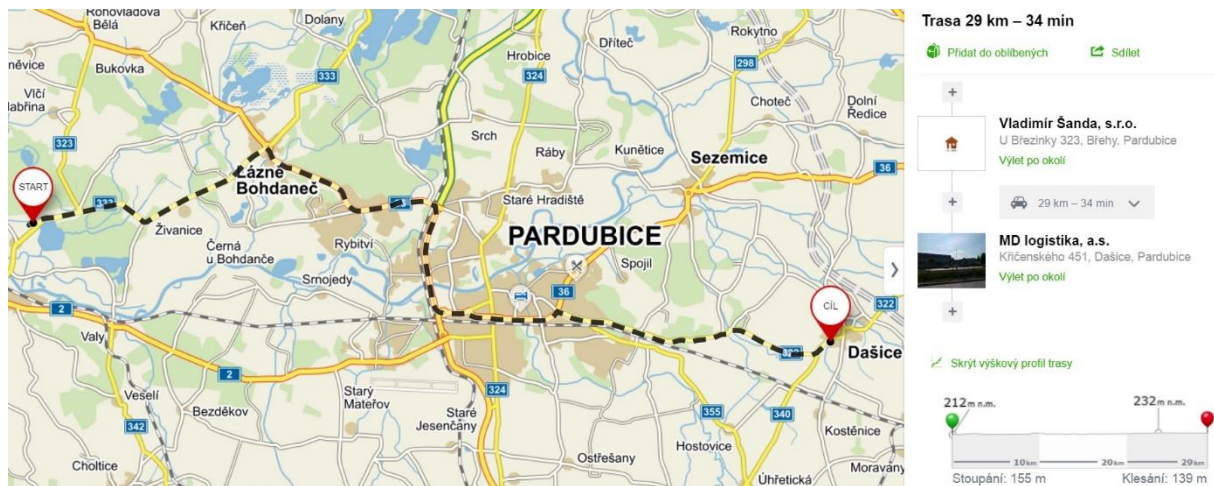 Rohovládova
Bělá
Křičeň
Dolany
Bukovka
333
Vlčí
323
Lázně
Bohdaneč
START
333
Živanice
Černá
u Bohdanče
Rybitví
Srnojedy
2
Valy
2
Veselí
342
Bezděkov
Choltice
Starý
Mateřov
Staré
Jesenčany
324
Hrobice
324
Dříteč
Rokytno
298
Choteč
Dolní
Ředice
Srch
Ráby
Kunětice
Sezemice
36
Staré Hradiště
PARDUBICE
Spojil
36
CÍL
322
Dašice
355
340
Hostovice
Kostěnice
Ostřešany
Úhřetická
Moravany
Trasa 29 km – 34 min
Přidat do oblíbených
Sdílet
+
Vladimír Šanda, s.r.o.
U Březinky 323, Břehy, Pardubice
Výlet po okolí
+
29 km – 34 min
MD logistika, a.s.
Křičenského 451, Dašice, Pardubice
Výlet po okolí
+
Skrýt výškový profil trasy
212 m n.m.
232 m n.m.
10 km
20 km
29 km
Stoupání: 155 m
Klesání: 139 m